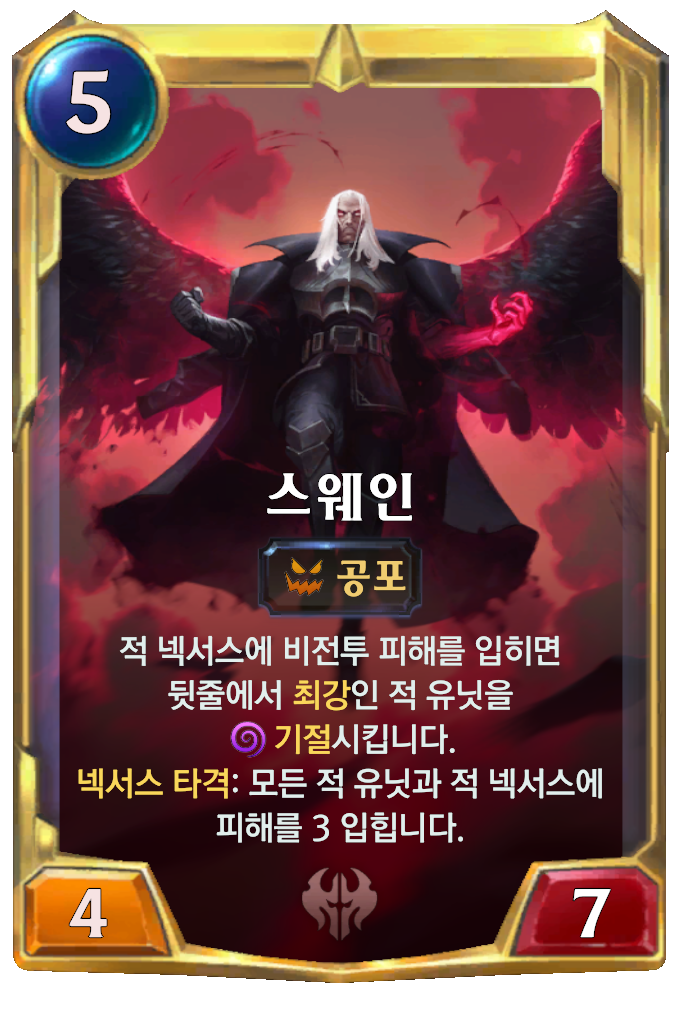 5
스웨인
공포
적 넥서스에 비전투 피해를 입히면
뒷줄에서 최강인 적 유닛을
기절시킵니다.
넥서스 타격: 모든 적 유닛과 적 넥서스에
피해를 3 입힙니다.
4
7